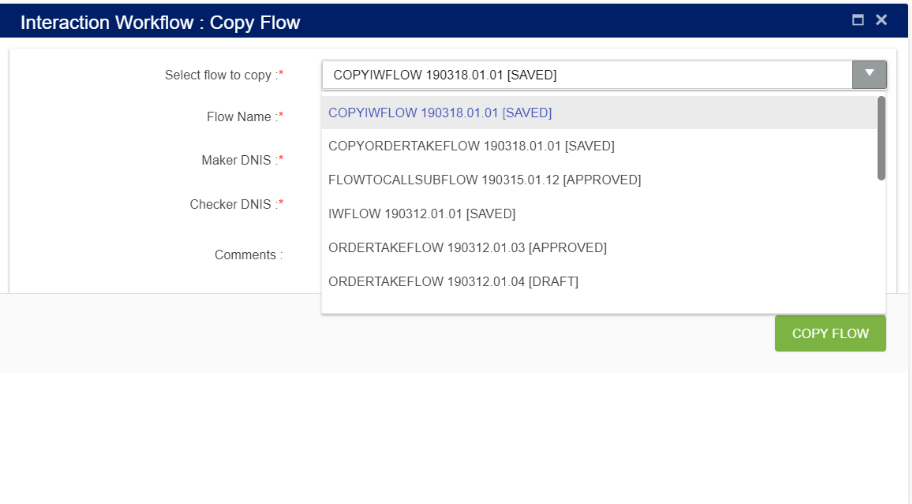 Interaction Workflow : Copy Flow
Select flow to copy :*
COPYIWFLOW 190318.01.01 [SAVED]
COPYIWFLOW 190318.01.01 [SAVED]
Flow Name :*
COPYORDERTAKEFLOW 190318.01.01 [SAVED]
Maker DNIS :*
FLOWTOCALLSUBFLOW 190315.01.12 [APPROVED]
Checker DNIS :*
IWFLOW 190312.01.01 [SAVED]
Comments :
ORDERTAKEFLOW 190312.01.03 [APPROVED]
ORDERTAKEFLOW 190312.01.04 [DRAFT]
COPY FLOW